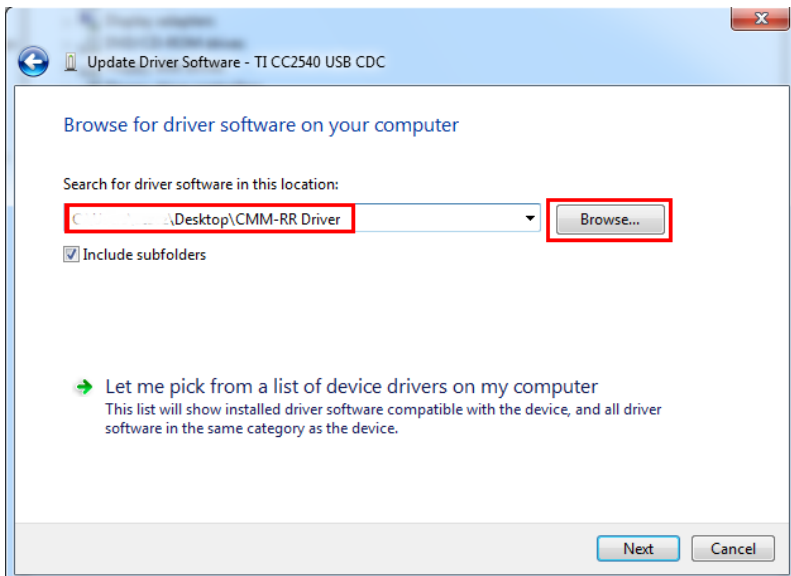 Display adapters
Update Driver Software - TI CC2540 USB CDC
Browse for driver software on your computer
Search for driver software in this location:
\Desktop\CMM-RR Driver
Browse...
Include subfolders
Let me pick from a list of device drivers on my computer
This list will show installed driver software compatible with the device, and all driver
software in the same category as the device.
Next Cancel